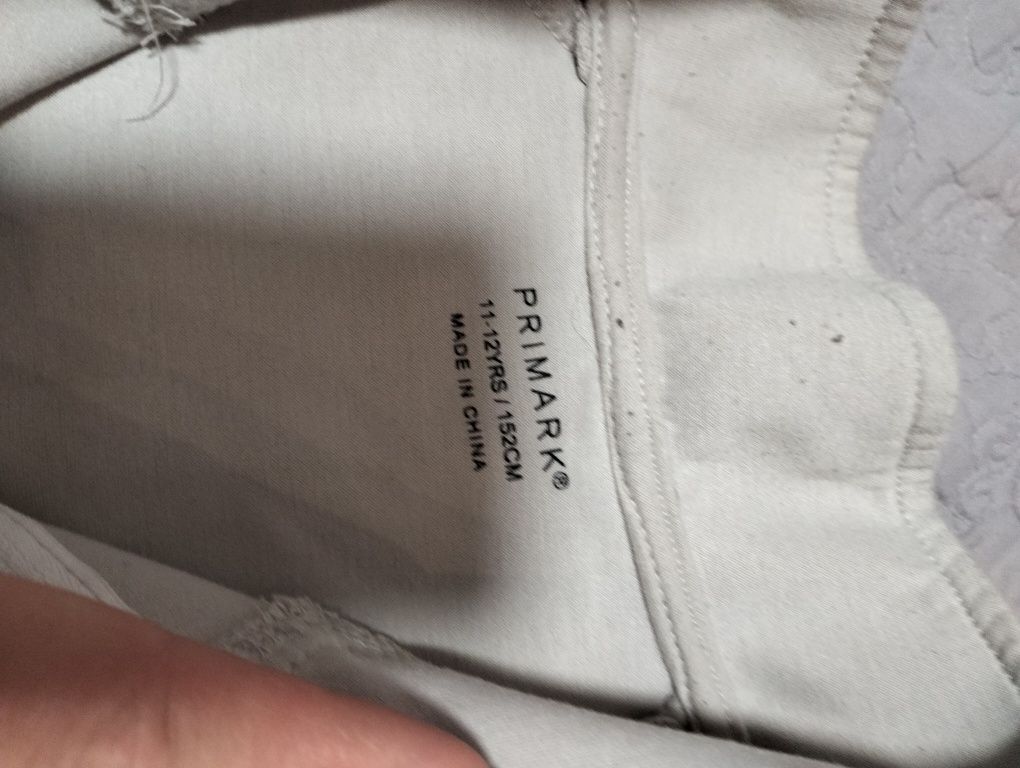 PRIMARK®
11-12YRS / 152CM
MADE IN CHINA